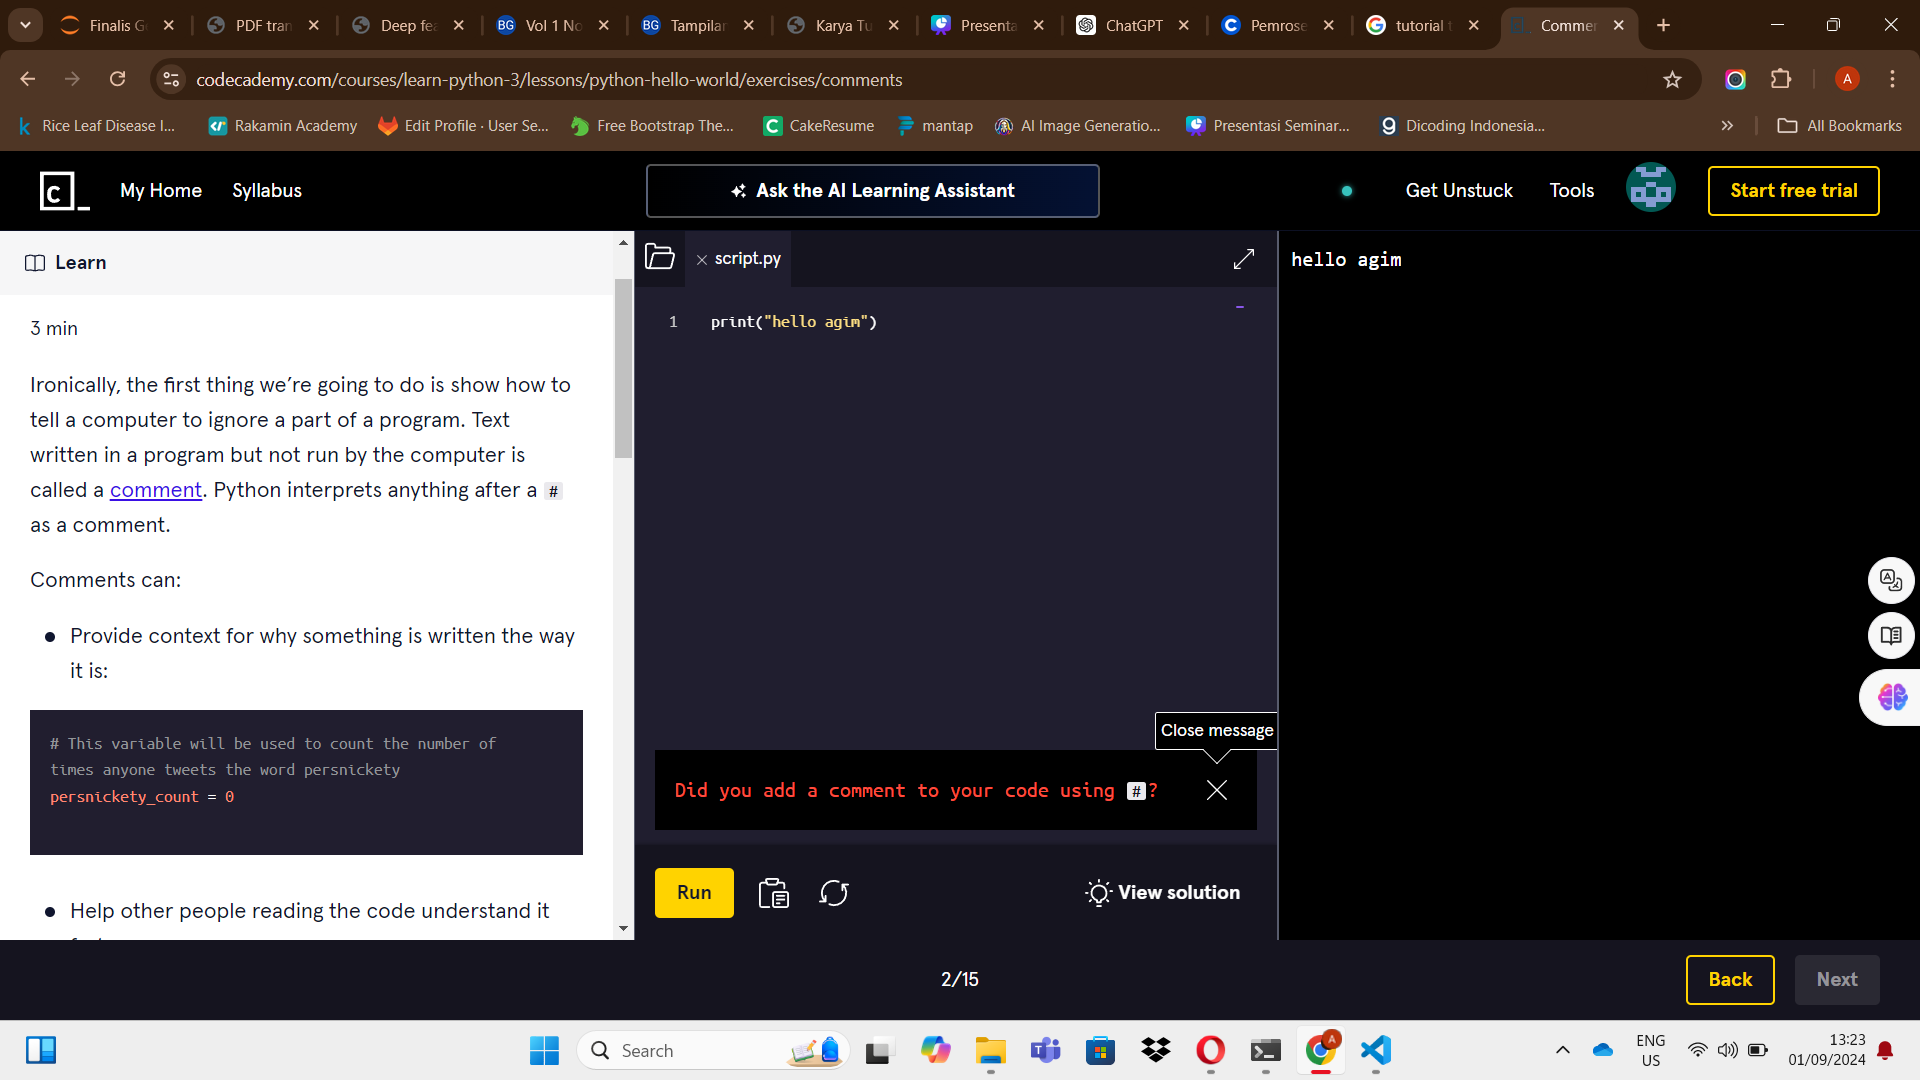 Finalis G
PDF tran
Deep fea
BG Vol 1 No
BG Tampilan
Karya Tu
Presenta
ChatGPT
Pemrose
tutorial t
Commen
codecademy.com/courses/learn-python-3/lessons/python-hello-world/exercises/comments
A
Rice Leaf Disease I...
Rakamin Academy
Edit Profile · User Se...
Free Bootstrap The...
CakeResume
mantap
AI Image Generatio...
Presentasi Seminar...
Dicoding Indonesia...
All Bookmarks
c_
My Home
Syllabus
Ask the AI Learning Assistant
Get Unstuck
Tools
Start free trial
Learn
3 min
Ironically, the first thing we’re going to do is show how to
tell a computer to ignore a part of a program. Text
written in a program but not run by the computer is
called a comment. Python interprets anything after a #
as a comment.
Comments can:
Provide context for why something is written the way
it is:
# This variable will be used to count the number of
times anyone tweets the word persnickety
persnickety_count = 0
Help other people reading the code understand it
script.py
1 print("hello agim")
Close message
Did you add a comment to your code using #?
Run
View solution
hello agim
2/15
Back
Next
Search
A
ENG
US
13:23
01/09/2024